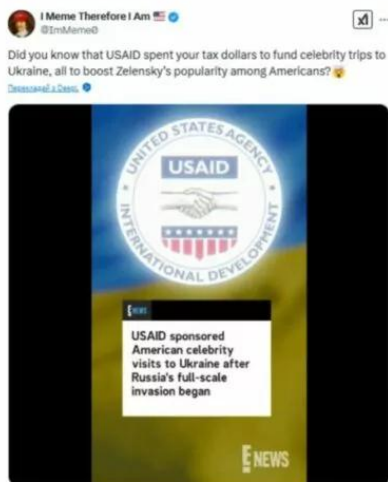 I Meme Therefore I Am
@ImMeme0
Did you know that USAID spent your tax dollars to fund celebrity trips to
Ukraine, all to boost Zelensky's popularity among Americans?
UNITED STATES AGENCY
USAID
INTERNATIONAL DEVELOPMENT
E NEWS
USAID sponsored
American celebrity
visits to Ukraine after
Russia's full-scale
invasion began
E NEWS